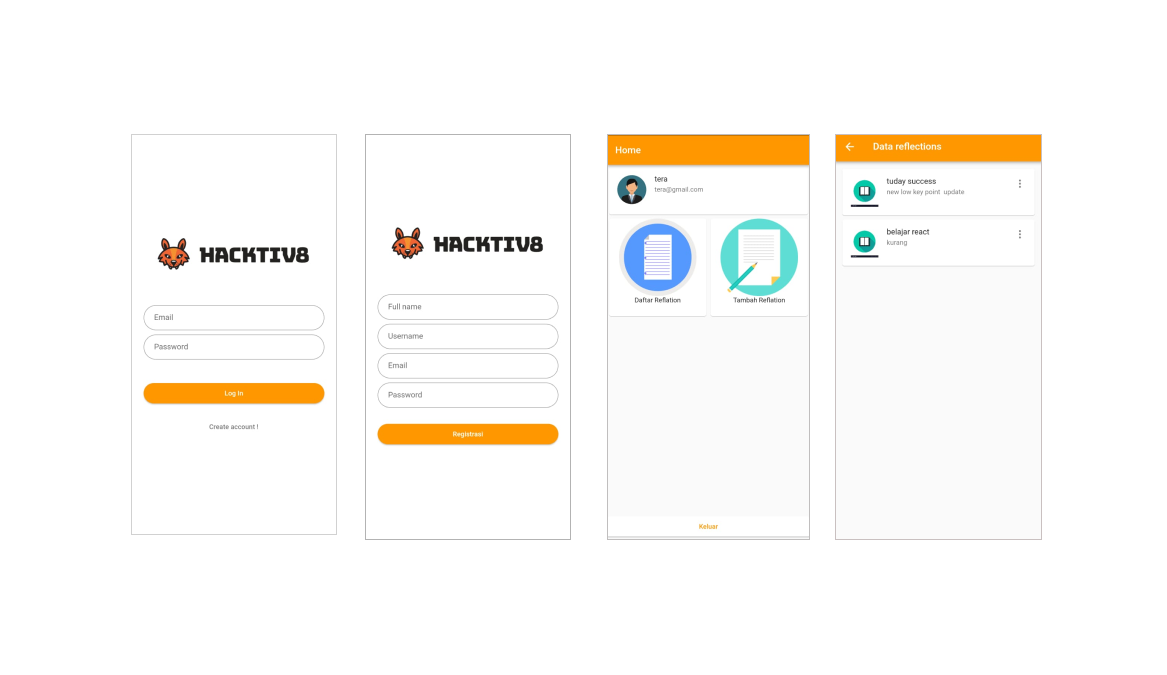 HACKTIV8
Email
Password
Log in
Create account !
HACKTIV8
Full name
Username
Email
Password
Registrasi
Home
tera
tera@gmail.com
Daftar Reflation
Tambah Reflation
Keluar
Data reflections
tuday success
new low key point update
belajar react
kurang